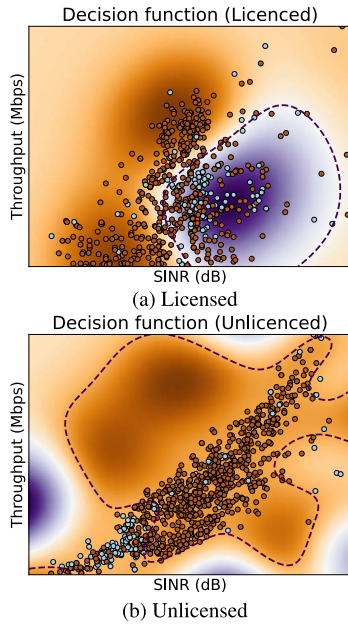 Decision function (Licenced)
Throughput (Mbps)
SINR (dB)
(a) Licensed
Decision function (Unlicenced)
Throughput (Mbps)
SINR (dB)
(b) Unlicensed